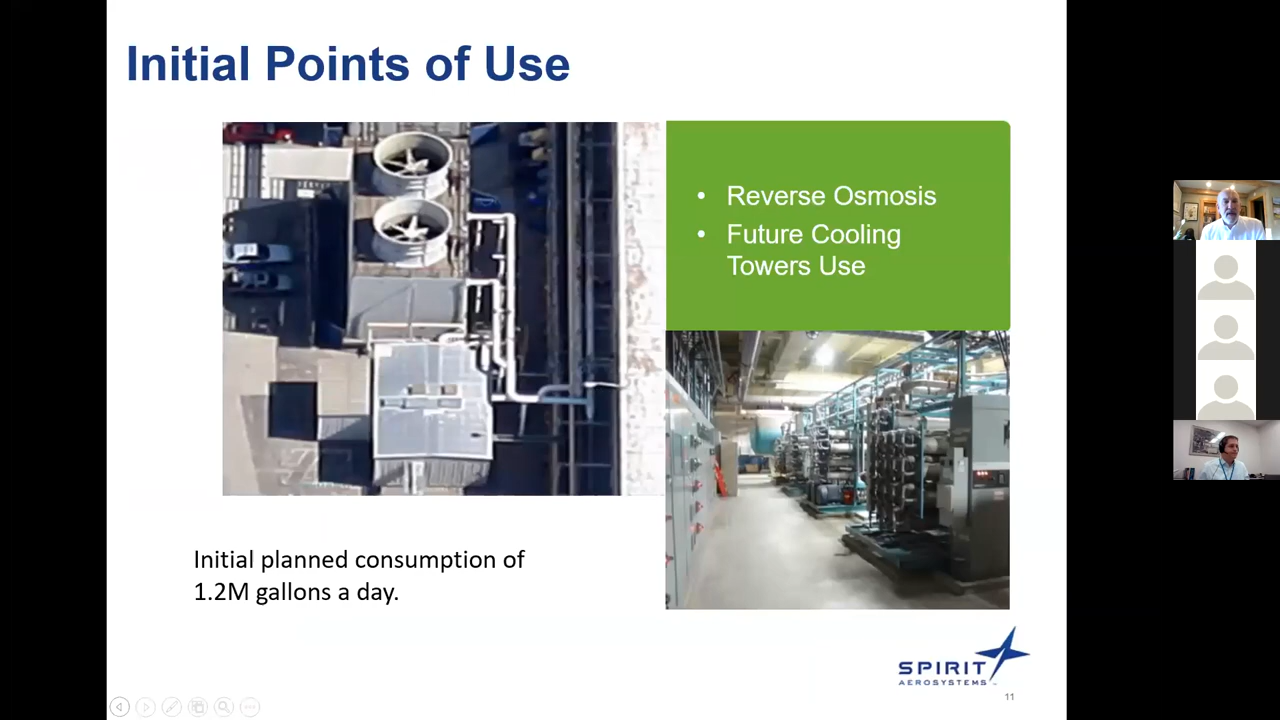 Initial Points of Use
• Reverse Osmosis
• Future Cooling
Towers Use
Initial planned consumption of
1.2M gallons a day.
SPIRIT
AEROSYSTEMS
11